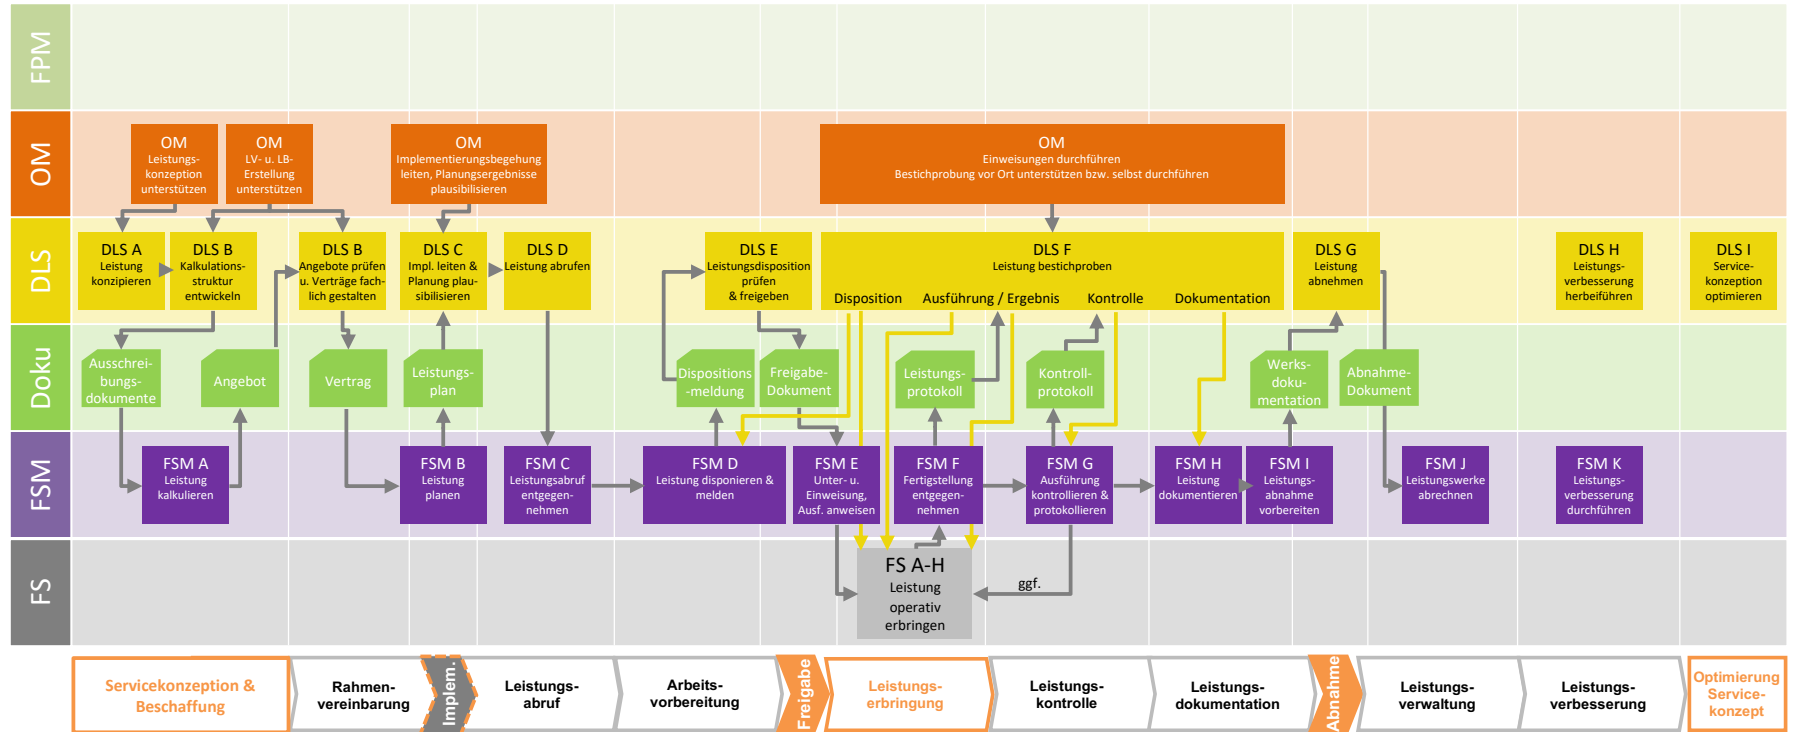 FPM
OM
OM
Leistungs-
konzeption
unterstützen
OM
LV- u. LB-
Erstellung
unterstützen
OM
Implementierungsbegehung
leiten, Planungsergebnisse
plausibilisieren
OM
Einweisungen durchführen
Bestichprobung vor Ort unterstützen bzw. selbst durchführen
DLS
DLS A
Leistung
konzipieren
DLS B
Kalkulations-
struktur
entwickeln
DLS B
Angebote prüfen
u. Verträge fach-
lich gestalten
DLS C
Impl. leiten &
Planung plau-
sibilisieren
DLS D
Leistung abrufen
DLS E
Leistungsdisposition
prüfen
& freigeben
DLS F
Leistung bestichproben
Disposition
Ausführung / Ergebnis
Kontrolle
Dokumentation
DLS G
Leistung
abnehmen
DLS H
Leistungs-
verbesserung
herbeiführen
DLS I
Service-
konzeption
optimieren
Doku
Ausschrei-
bungs-
dokumente
Angebot
Vertrag
Leistungs-
plan
Dispositions
-meldung
Freigabe-
Dokument
Leistungs-
protokoll
Kontroll-
protokoll
Werks-
doku-
mentation
Abnahme-
Dokument
FSM
FSM A
Leistung
kalkulieren
FSM B
Leistung
planen
FSM C
Leistungsabruf
entgegen-
nehmen
FSM D
Leistung disponieren &
melden
FSM E
Unter- u.
Einweisung,
Ausf. anweisen
FSM F
Fertigstellung
entgegen-
nehmen
FSM G
Ausführung
kontrollieren &
protokollieren
FSM H
Leistung
dokumentieren
FSM I
Leistungs-
abnahme
vorbereiten
FSM J
Leistungswerke
abrechnen
FSM K
Leistungs-
verbesserung
durchführen
FS
FS A-H
Leistung
operativ
erbringen
ggf.
Servicekonzeption &
Beschaffung
Rahmen-
vereinbarung
Implem.
Leistungs-
abruf
Arbeits-
vorbereitung
Freigabe
Leistungs-
erbringung
Leistungs-
kontrolle
Leistungs-
dokumentation
Abnahme
Leistungs-
verwaltung
Leistungs-
verbesserung
Optimierung
Service-
konzept